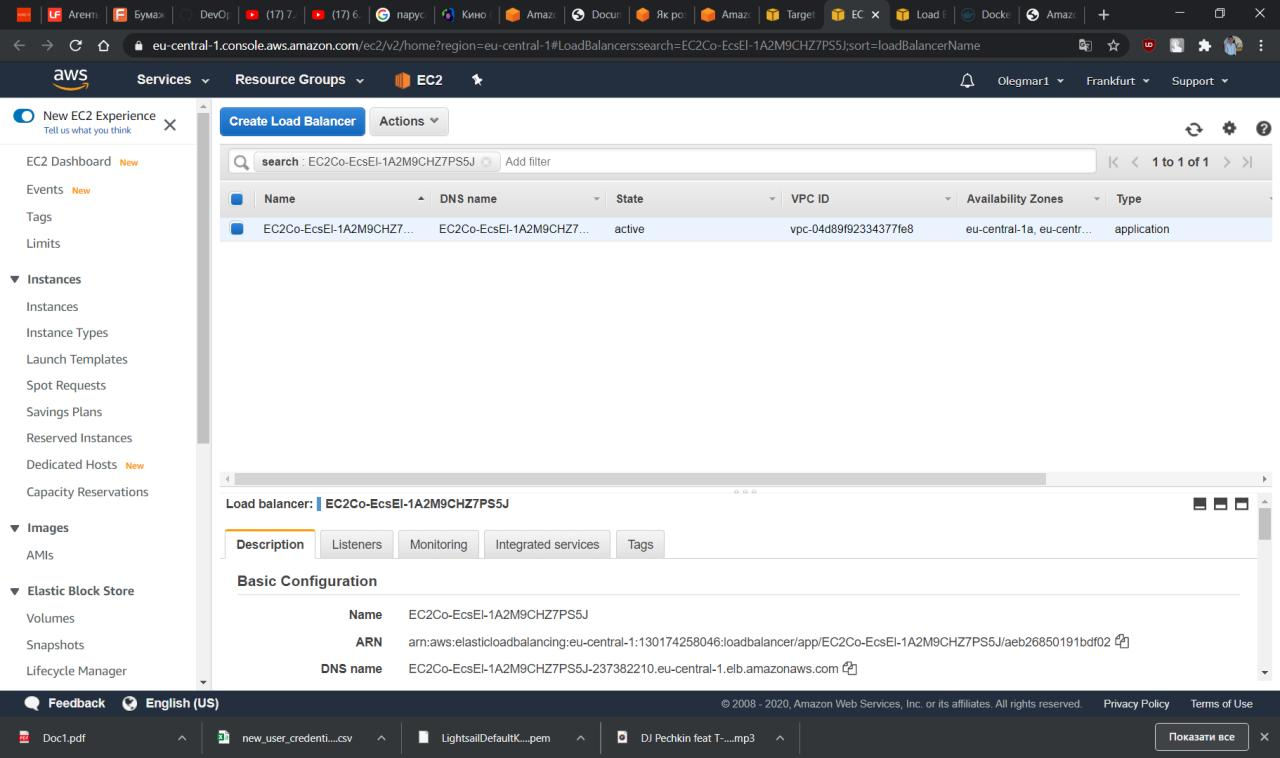 Агент
Бумаж
DevOp
(17) 7.
(17) 6.
парус
Кино
Amaz
Docum
Як ро
Amaz
Target
EC
Load B
Docke
Amaz
eu-central-1.console.aws.amazon.com/ec2/v2/home?region=eu-central-1#LoadBalancers:search=EC2Co-EcsEl-1A2M9CHZ7PS5J;sort=loadBalancerName
aws Services Resource Groups EC2 Olegmar1 Frankfurt Support
New EC2 Experience
Tell us what you think
EC2 Dashboard New
Events New
Tags
Limits
Instances
Instances
Instance Types
Launch Templates
Spot Requests
Savings Plans
Reserved Instances
Dedicated Hosts New
Capacity Reservations
Images
AMIs
Elastic Block Store
Volumes
Snapshots
Lifecycle Manager
Create Load Balancer Actions
search : EC2Co-EcsEl-1A2M9CHZ7PS5J Add filter 1 to 1 of 1
Name DNS name State VPC ID Availability Zones Type
EC2Co-EcsEl-1A2M9CHZ7... EC2Co-EcsEl-1A2M9CHZ7... active vpc-04d89f92334377fe8 eu-central-1a, eu-centr... application
Load balancer: EC2Co-EcsEl-1A2M9CHZ7PS5J
Description Listeners Monitoring Integrated services Tags
Basic Configuration
Name EC2Co-EcsEl-1A2M9CHZ7PS5J
ARN arn:aws:elasticloadbalancing:eu-central-1:130174258046:loadbalancer/app/EC2Co-EcsEl-1A2M9CHZ7PS5J/aeb26850191bdf02
DNS name EC2Co-EcsEl-1A2M9CHZ7PS5J-237382210.eu-central-1.elb.amazonaws.com
Feedback English (US) © 2008 - 2020, Amazon Web Services, Inc. or its affiliates. All rights reserved. Privacy Policy Terms of Use
Doc1.pdf new_user_credenti....csv LightsailDefaultK....pem DJ Pechkin feat T-....mp3 Показати все